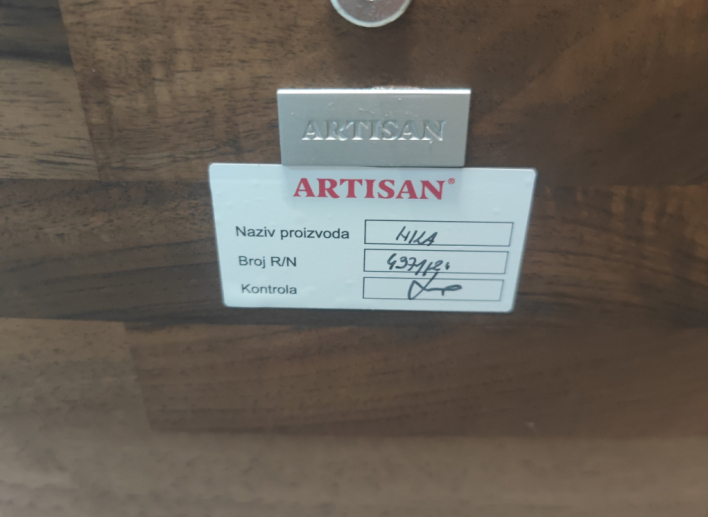 ARTISAN
ARTISAN®
Naziv proizvoda
Broj R/N
Kontrola